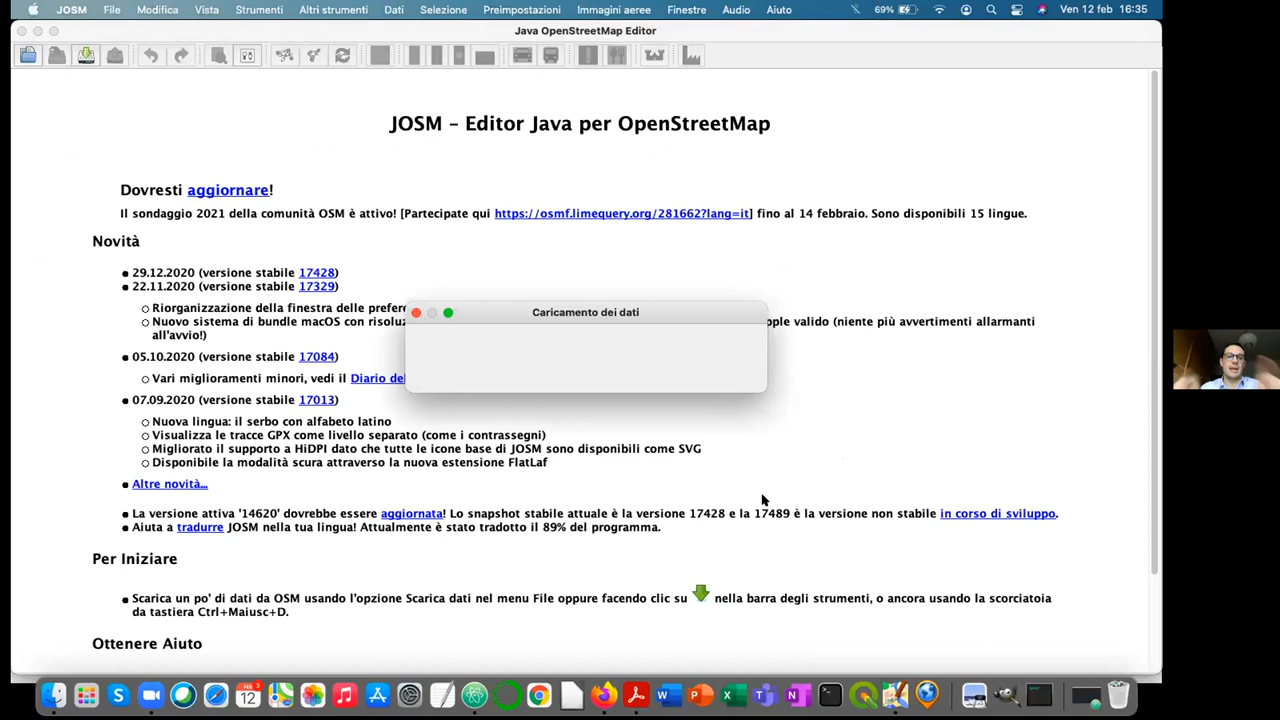 JOSM File Modifica Vista Strumenti Altri strumenti Dati Selezione Preimpostazioni Immagini aeree Finestre Audio Aiuto 69% Ven 12 feb 16:35
Java OpenStreetMap Editor
JOSM – Editor Java per OpenStreetMap
Dovresti aggiornare!
Il sondaggio 2021 della comunità OSM è attivo! [Partecipate qui https://osmf.limequery.org/281662?lang=it] fino al 14 febbraio. Sono disponibili 15 lingue.
Novità
29.12.2020 (versione stabile 17428)
22.11.2020 (versione stabile 17329)
Riorganizzazione della finestra delle prefer
Caricamento dei dati
Nuovo sistema di bundle macOS con risolu ple valido (niente più avvertimenti allarmanti
all'avvio!)
05.10.2020 (versione stabile 17084)
Vari miglioramenti minori, vedi il Diario del
07.09.2020 (versione stabile 17013)
Nuova lingua: il serbo con alfabeto latino
Visualizza le tracce GPX come livello separato (come i contrassegni)
Migliorato il supporto a HiDPI dato che tutte le icone base di JOSM sono disponibili come SVG
Disponibile la modalità scura attraverso la nuova estensione FlatLaf
Altre novità...
La versione attiva '14620' dovrebbe essere aggiornata! Lo snapshot stabile attuale è la versione 17428 e la 17489 è la versione non stabile in corso di sviluppo.
Aiuta a tradurre JOSM nella tua lingua! Attualmente è stato tradotto il 89% del programma.
Per Iniziare
Scarica un po' di dati da OSM usando l'opzione Scarica dati nel menu File oppure facendo clic su nella barra degli strumenti, o ancora usando la scorciatoia
da tastiera Ctrl+Maiusc+D.
Ottenere Aiuto